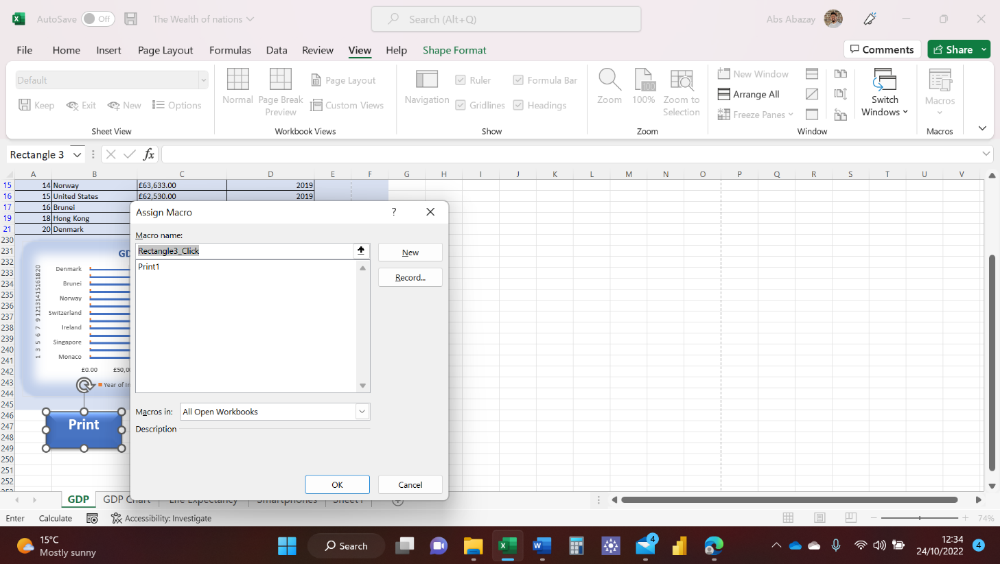 AutoSave Off The Wealth of nations Search (Alt+Q) Abs Abazay
File Home Insert Page Layout Formulas Data Review View Help Shape Format Comments Share
Default
Keep Exit New Options
Sheet View
Normal Page Break Preview Page Layout Custom Views
Workbook Views
Navigation Ruler Formula Bar Gridlines Headings
Show
Zoom 100 100% Zoom to Selection
Zoom
New Window Arrange All Freeze Panes Switch Windows
Window
Macros
Macros
Rectangle 3 fx
A B C D E F G H I J K L M N O P Q R S T U V
15 14 Norway £63,633.00 2019
16 15 United States £62,530.00 2019
17 16 Brunei
19 18 Hong Kong
21 20 Denmark
230
231
232
233
234
235
236
237
238
239
240
241
242
243
244
245
246
247
248
249
250
251
252
GD
Denmark
Brunei
Norway
Switzerland
Ireland
Singapore
Monaco
1 3 5 6 7 9 12 13 14 15 16 18 20
£0.00 £50,0
Year of In
Print
Assign Macro ?
Macro name:
Rectangle3_Click
Print1
New
Record...
Macros in: All Open Workbooks
Description
OK Cancel
GDP GDP Chart Life Expectancy Smartphones Sheet1
Enter Calculate Accessibility: Investigate 74%
15°C
Mostly sunny
Search
4
12:34
24/10/2022
4